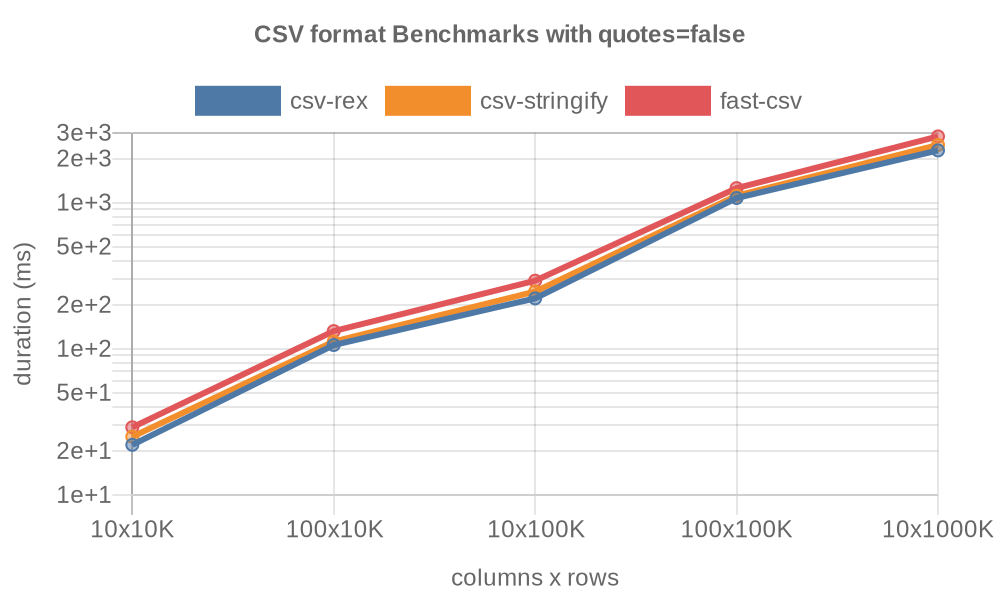 CSV format Benchmarks with quotes=false
csv-rex csv-stringify fast-csv
3e+3
2e+3
1e+3
5e+2
2e+2
1e+2
5e+1
2e+1
1e+1
duration (ms)
10x10K 100x10K 10x100K 100x100K 10x1000K
columns x rows